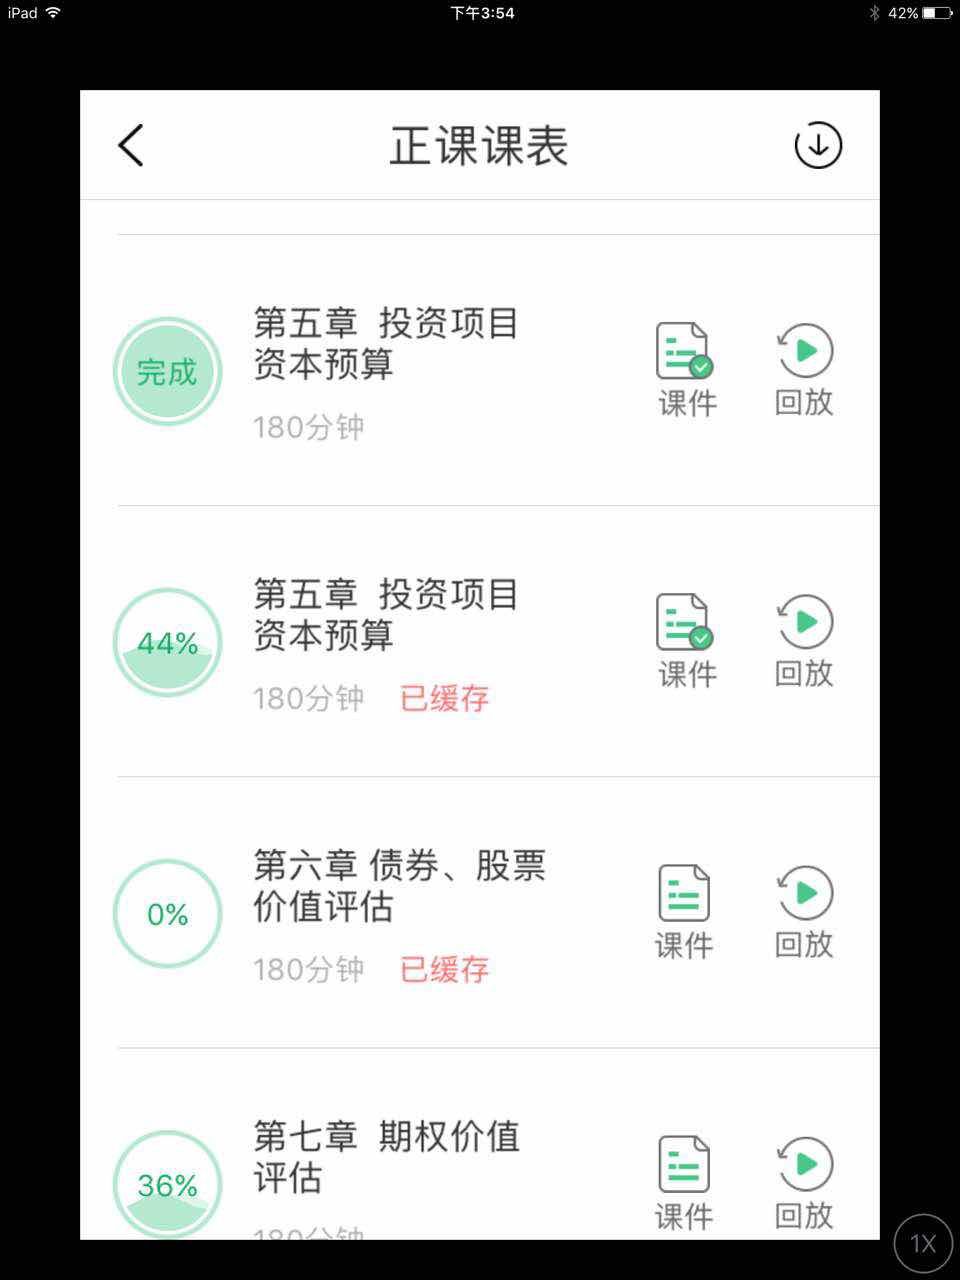 iPad 下午3:54 42%
正课课表
完成
第五章 投资项目
资本预算
180分钟
课件 回放
44%
第五章 投资项目
资本预算
180分钟 已缓存
课件 回放
0%
第六章 债券、股票
价值评估
180分钟 已缓存
课件 回放
36%
第七章 期权价值
评估
180分钟
课件 回放
1X